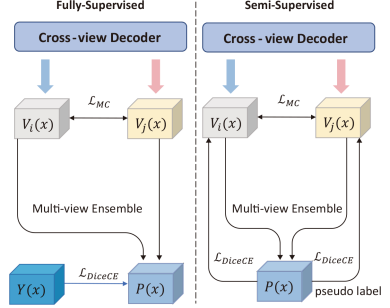 Fully-Supervised
Cross-view Decoder
ℒ_MC
V_i(x)
V_j(x)
Multi-view Ensemble
Y(x)
ℒ_DiceCE
P(x)
Semi-Supervised
Cross-view Decoder
ℒ_MC
V_i(x)
V_j(x)
Multi-view Ensemble
ℒ_DiceCE
ℒ_DiceCE
P(x)
pseudo label